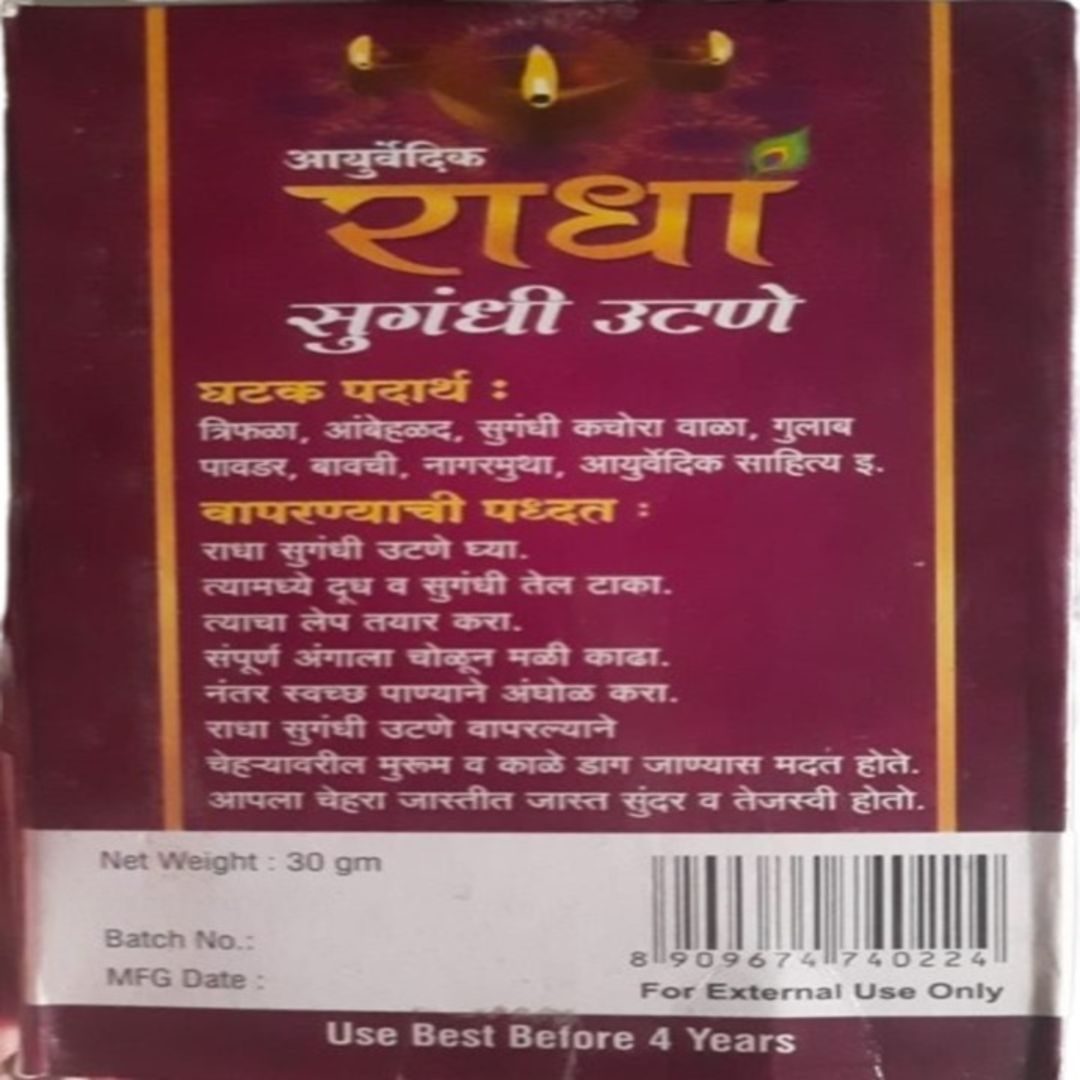 आयुर्वेदिक
राधा
सुगंधी उटणे
घटक पदार्थ :
त्रिफळा, आंबेहळद, सुगंधी कचोरा वाळा, गुलाब
पावडर, बावची, नागरमुथा, आयुर्वेदिक साहित्य इ.
वापरण्याची पध्दत :
राधा सुगंधी उटणे घ्या.
त्यामध्ये दूध व सुगंधी तेल टाका.
त्याचा लेप तयार करा.
संपूर्ण अंगाला चोळून मळी काढा.
नंतर स्वच्छ पाण्याने अंघोळ करा.
राधा सुगंधी उटणे वापरल्याने
चेहऱ्यावरील मुरूम व काळे डाग जाण्यास मदत होते.
आपला चेहरा जास्तीत जास्त सुंदर व तेजस्वी होतो.
Net Weight : 30 gm
Batch No.:
MFG Date :
8 909674 740224
For External Use Only
Use Best Before 4 Years